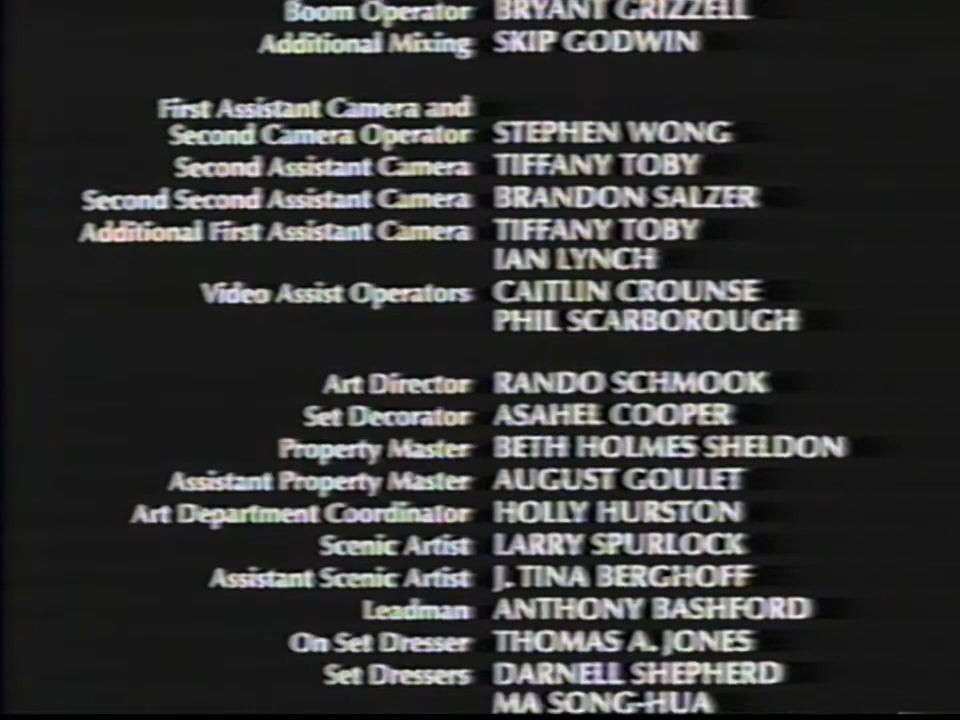 Boom Operator BRYANT GRIZZELL
Additional Mixing SKIP GODWIN
First Assistant Camera and
Second Camera Operator STEPHEN WONG
Second Assistant Camera TIFFANY TOBY
Second Second Assistant Camera BRANDON SALZER
Additional First Assistant Camera TIFFANY TOBY
IAN LYNCH
Video Assist Operators CAITLIN CROUNSE
PHIL SCARBOROUGH
Art Director RANDO SCHMOOK
Set Decorator ASAHEL COOPER
Property Master BETH HOLMES SHELDON
Assistant Property Master AUGUST GOULET
Art Department Coordinator HOLLY HURSTON
Scenic Artist LARRY SPURLOCK
Assistant Scenic Artist J. TINA BERGHOFF
Leadman ANTHONY BASHFORD
On Set Dresser THOMAS A. JONES
Set Dressers DARNELL SHEPHERD
MA SONG-HUA